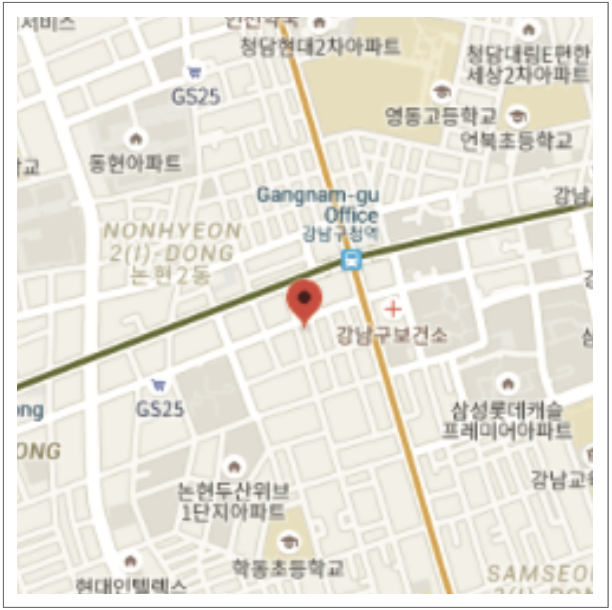 서비스
청담현대2차아파트
청담대림E편한
세상2차아파트
GS25
영동고등학교
언북초등학교
교
동현아파트
Gangnam-gu
Office
강남구청역
강남
NONHYEON
2(I)-DONG
논현2동
강남구보건소
GS25
ong
ONG
삼성롯데캐슬
프레미어아파트
강남교
논현두산위브
1단지아파트
학동초등학교
현대인텔렉스
SAMSEO